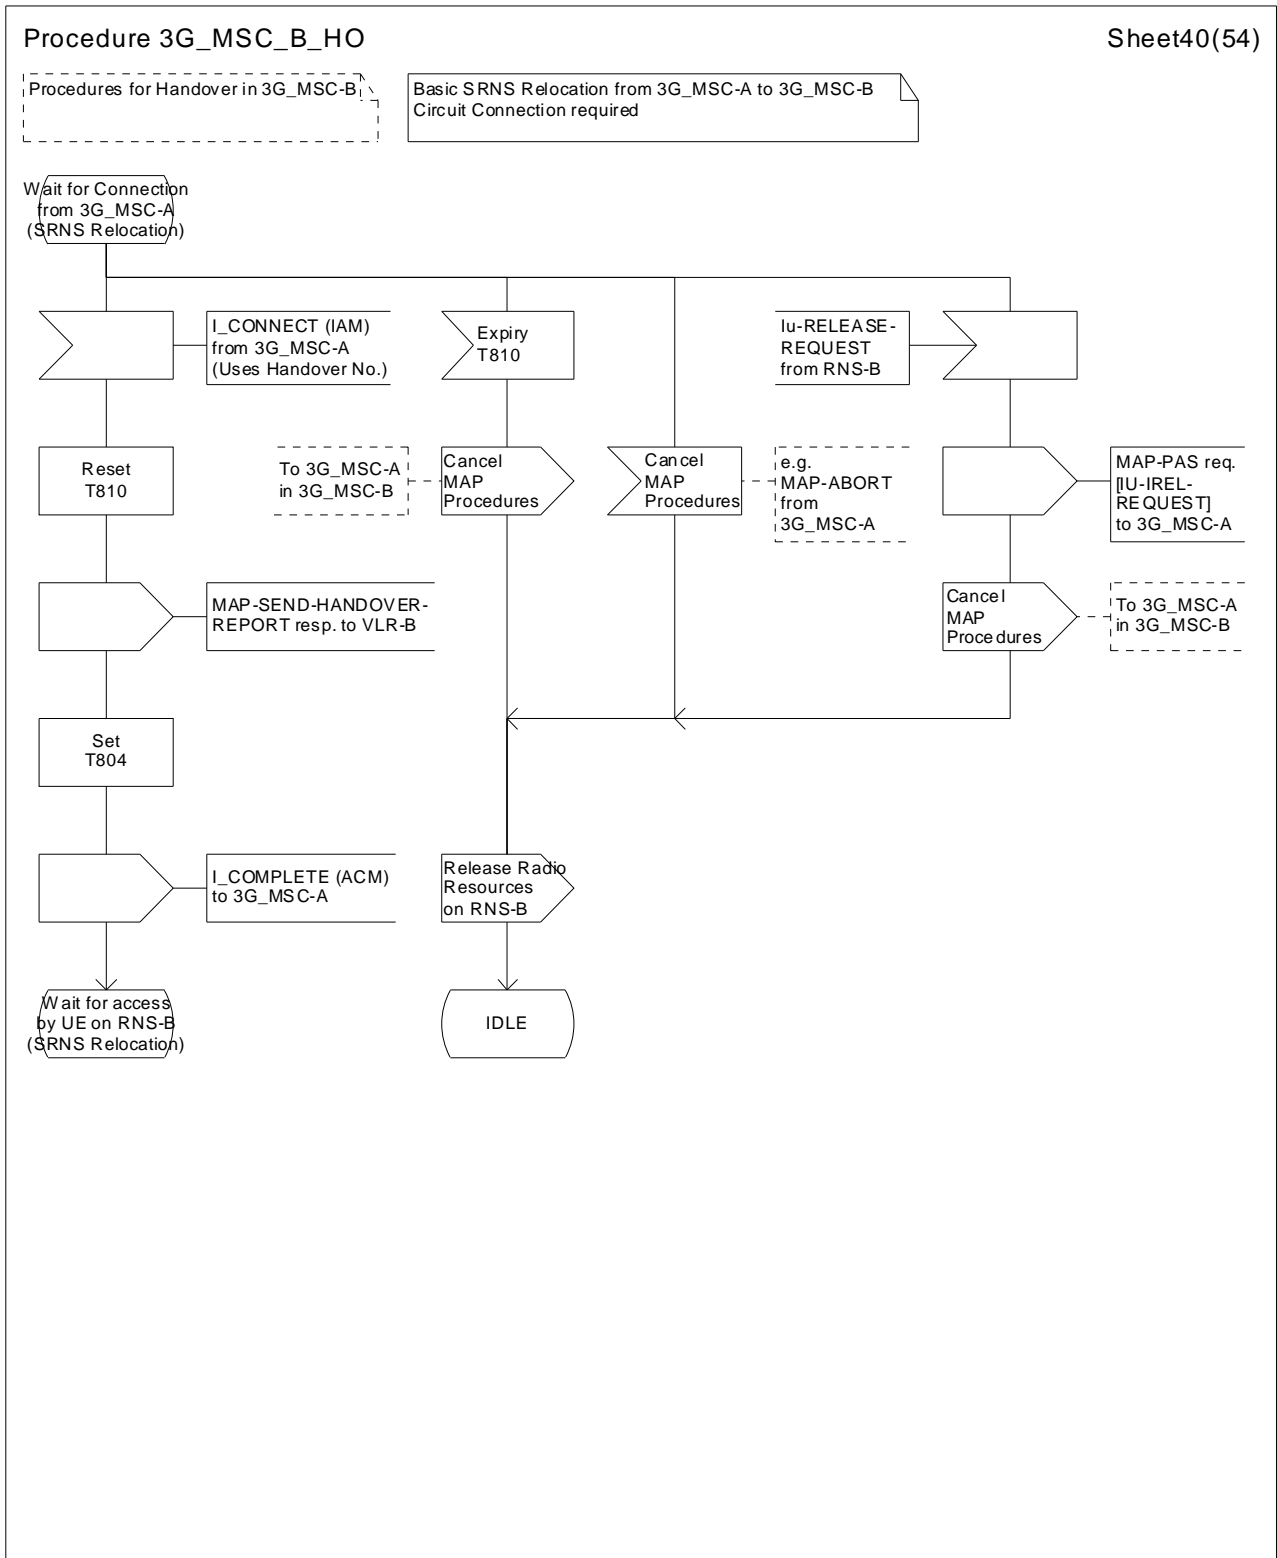 Procedure 3G_MSC_B_HO
Sheet40(54)
Procedures for Handover in 3G_MSC-B
Basic SRNS Relocation from 3G_MSC-A to 3G_MSC-B
Circuit Connection required
Wait for Connection
from 3G_MSC-A
(SRNS Relocation)
I_CONNECT (IAM)
from 3G_MSC-A
(Uses Handover No.)
Expiry
T810
Iu-RELEASE-
REQUEST
from RNS-B
Reset
T810
To 3G_MSC-A
in 3G_MSC-B
Cancel
MAP
Procedures
Cancel
MAP
Procedures
e.g.
MAP-ABORT
from
3G_MSC-A
MAP-PAS req.
[IU-IREL-
REQUEST]
to 3G_MSC-A
MAP-SEND-HANDOVER-
REPORT resp. to VLR-B
Cancel
MAP
Procedures
To 3G_MSC-A
in 3G_MSC-B
Set
T804
I_COMPLETE (ACM)
to 3G_MSC-A
Release Radio
Resources
on RNS-B
Wait for access
by UE on RNS-B
(SRNS Relocation)
IDLE